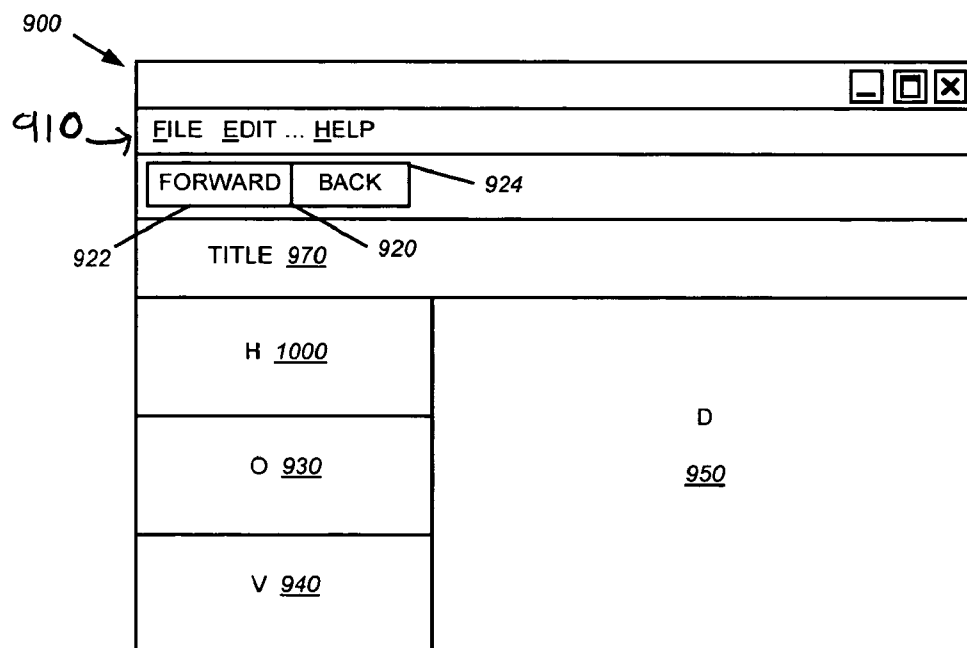 900
910 FILE EDIT ... HELP
FORWARD BACK 924
922 920
TITLE 970
H 1000
D
O 930
950
V 940